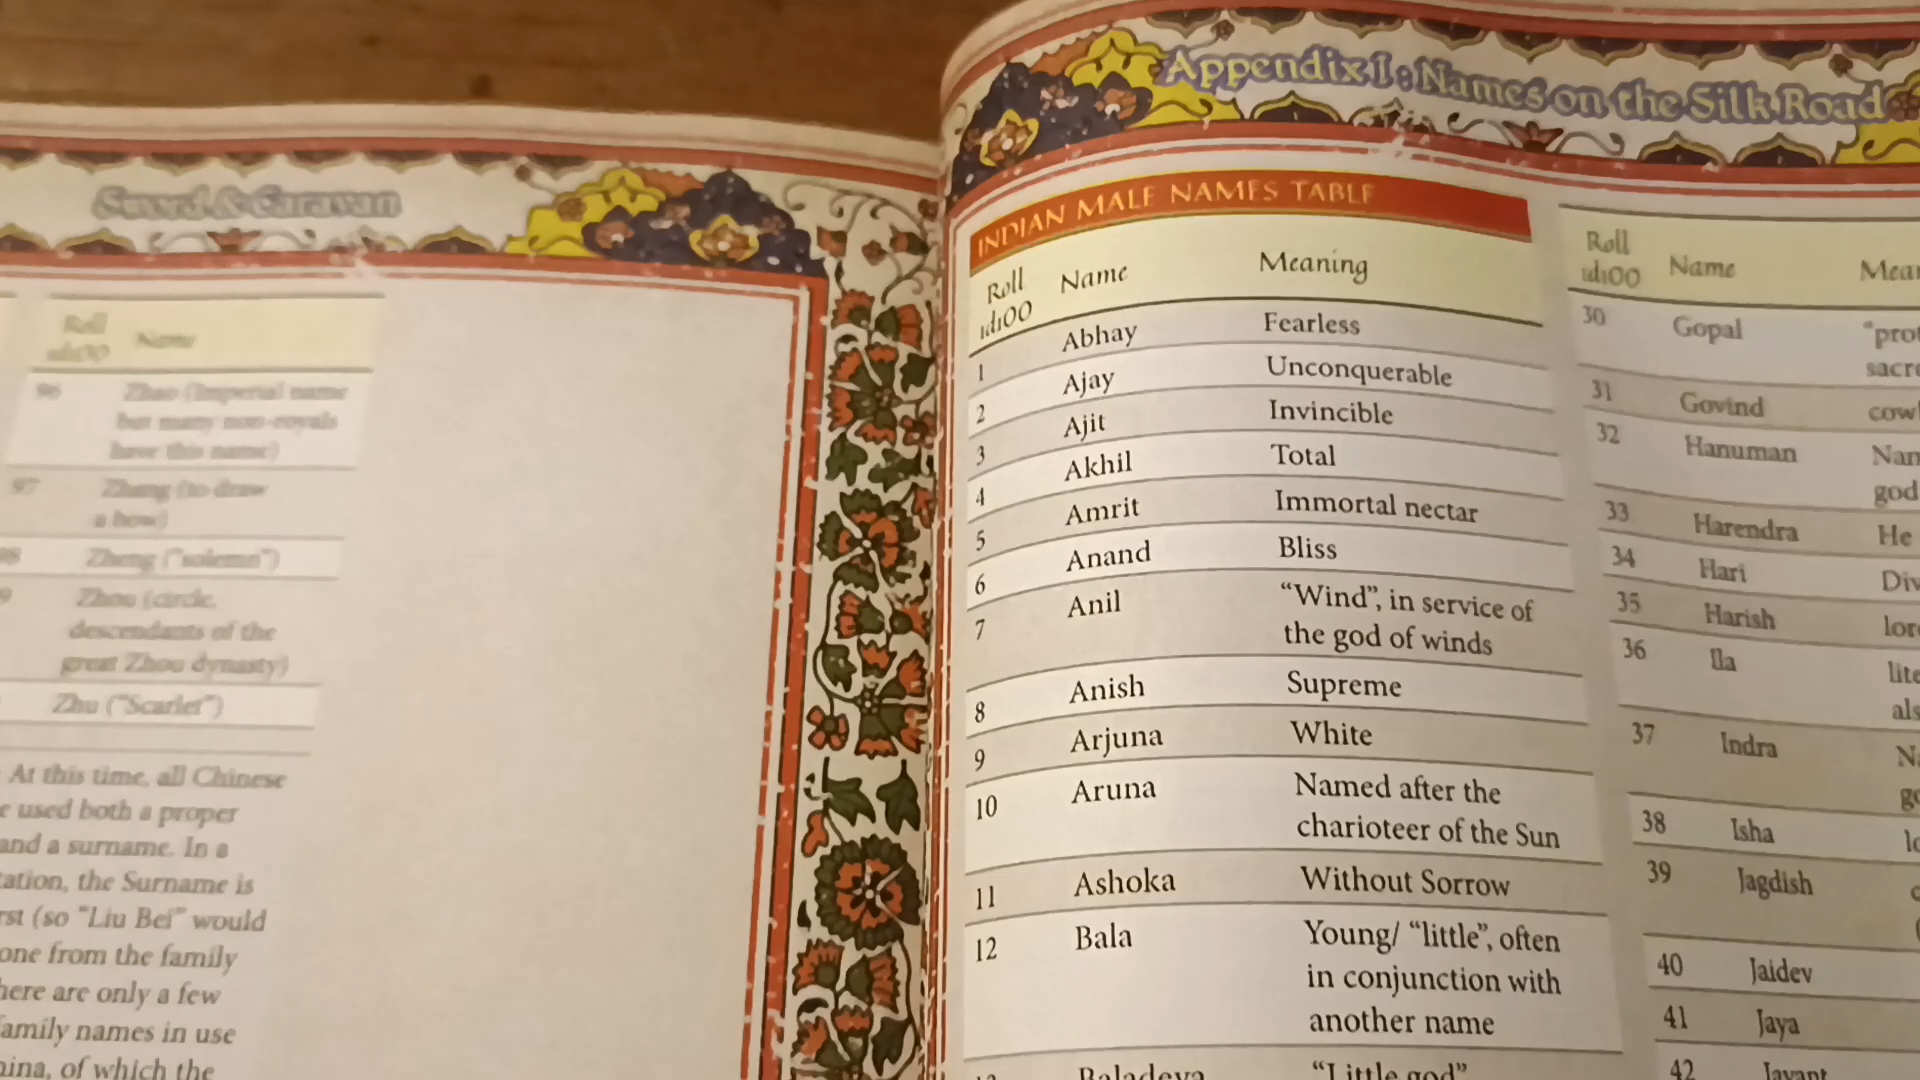 Sword & Caravan
Roll
1d100 Name
96 Zhao (Imperial name
but many non-royals
have this name)
97 Zhang (to draw
a bow)
Zheng ("solemn")
9 Zhou (circle,
descendants of the
great Zhou dynasty)
Zhu ("Scarlet")
At this time, all Chinese
used both a proper
and a surname. In a
the Surname is
(so "Liu Bei" would
one from the family
are only a few
family names in use
of which the
Appendix I: Names on the Silk Road
INDIAN MALE NAMES TABLE
Roll
1d100 Name Meaning
1 Abhay Fearless
2 Ajay Unconquerable
3 Ajit Invincible
4 Akhil Total
5 Amrit Immortal nectar
6 Anand Bliss
7 Anil "Wind", in service of
the god of winds
8 Anish Supreme
9 Arjuna White
10 Aruna Named after the
charioteer of the Sun
11 Ashoka Without Sorrow
12 Bala Young/ "little", often
in conjunction with
another name
Baladeva "Little god"
Roll
1d100 Name
30 Gopal
31 Govind
32 Hanuman
god
33 Harendra He
34 Hari
35 Harish
36 Ila
37 Indra
38 Isha
39 Jagdish
40 Jaidev
41 Jaya
42 Jayant